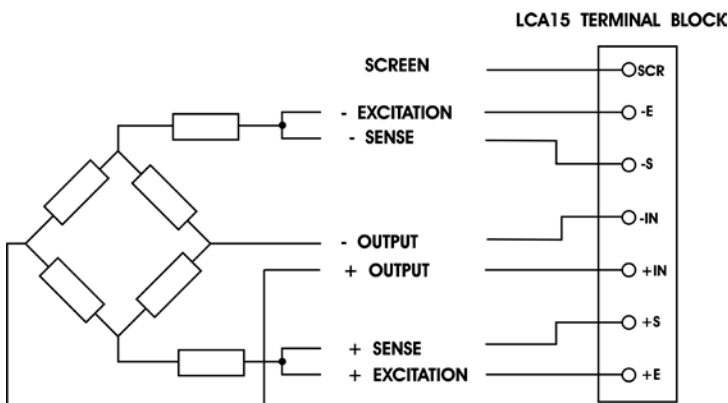 LCA15 TERMINAL BLOCK
SCREEN
SCR
- EXCITATION
-E
- SENSE
-S
-IN
- OUTPUT
+ OUTPUT
+IN
+S
+ SENSE
+ EXCITATION
+E